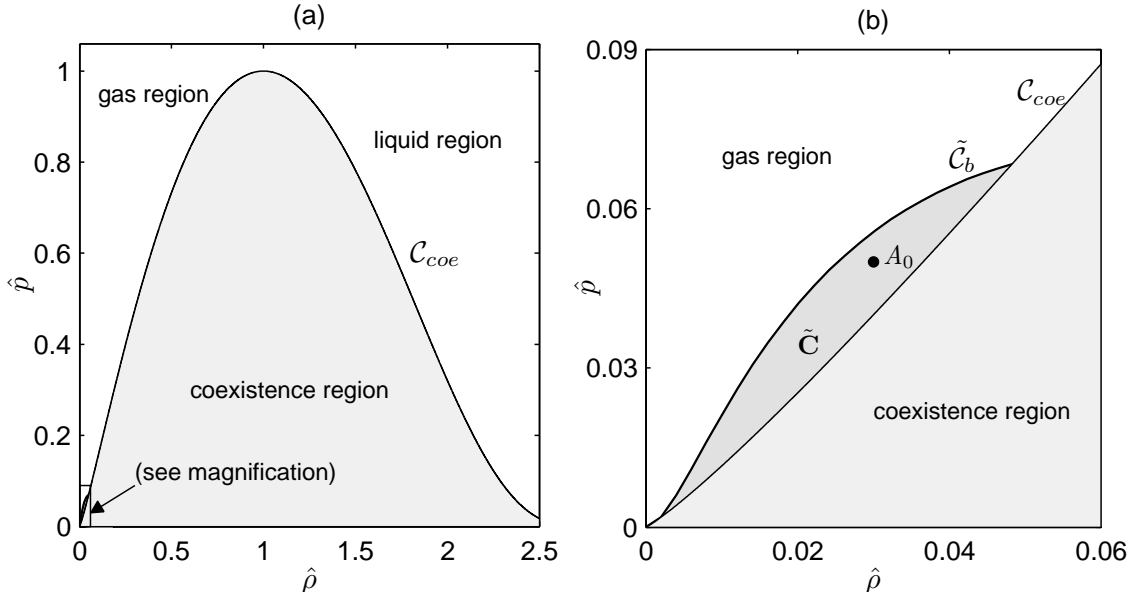 (a)
1
0.8
0.6
0.4
0.2
0
p̂
gas region
liquid region
𝒞coe
coexistence region
(see magnification)
0 0.5 1 1.5 2 2.5
ρ̂
(b)
0.09
0.06
0.03
0
p̂
𝒞coe
gas region
𝒞̃b
A0
C̃
coexistence region
0 0.02 0.04 0.06
ρ̂